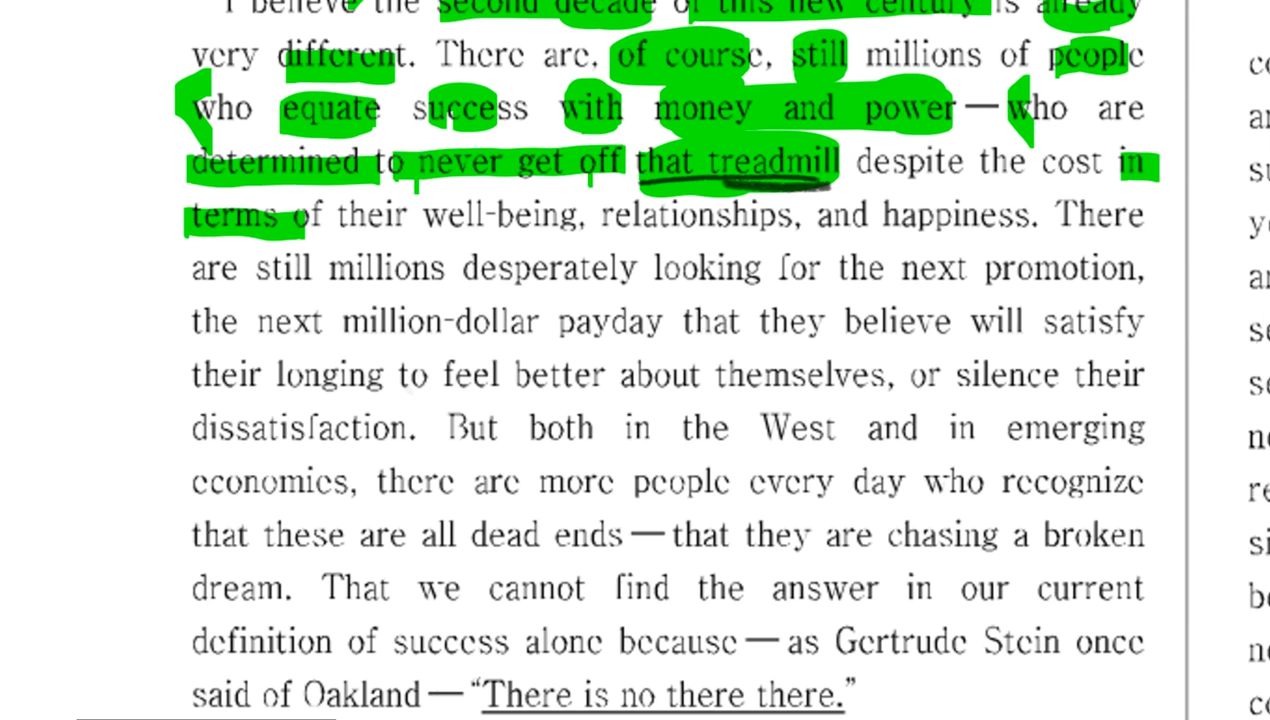 I believe the second decade of this new century is already
very different. There are, of course, still millions of people
who equate success with money and power—who are
determined to never get off that treadmill despite the cost in
terms of their well-being, relationships, and happiness. There
are still millions desperately looking for the next promotion,
the next million-dollar payday that they believe will satisfy
their longing to feel better about themselves, or silence their
dissatisfaction. But both in the West and in emerging
economies, there are more people every day who recognize
that these are all dead ends—that they are chasing a broken
dream. That we cannot find the answer in our current
definition of success alone because—as Gertrude Stein once
said of Oakland—“There is no there there.”